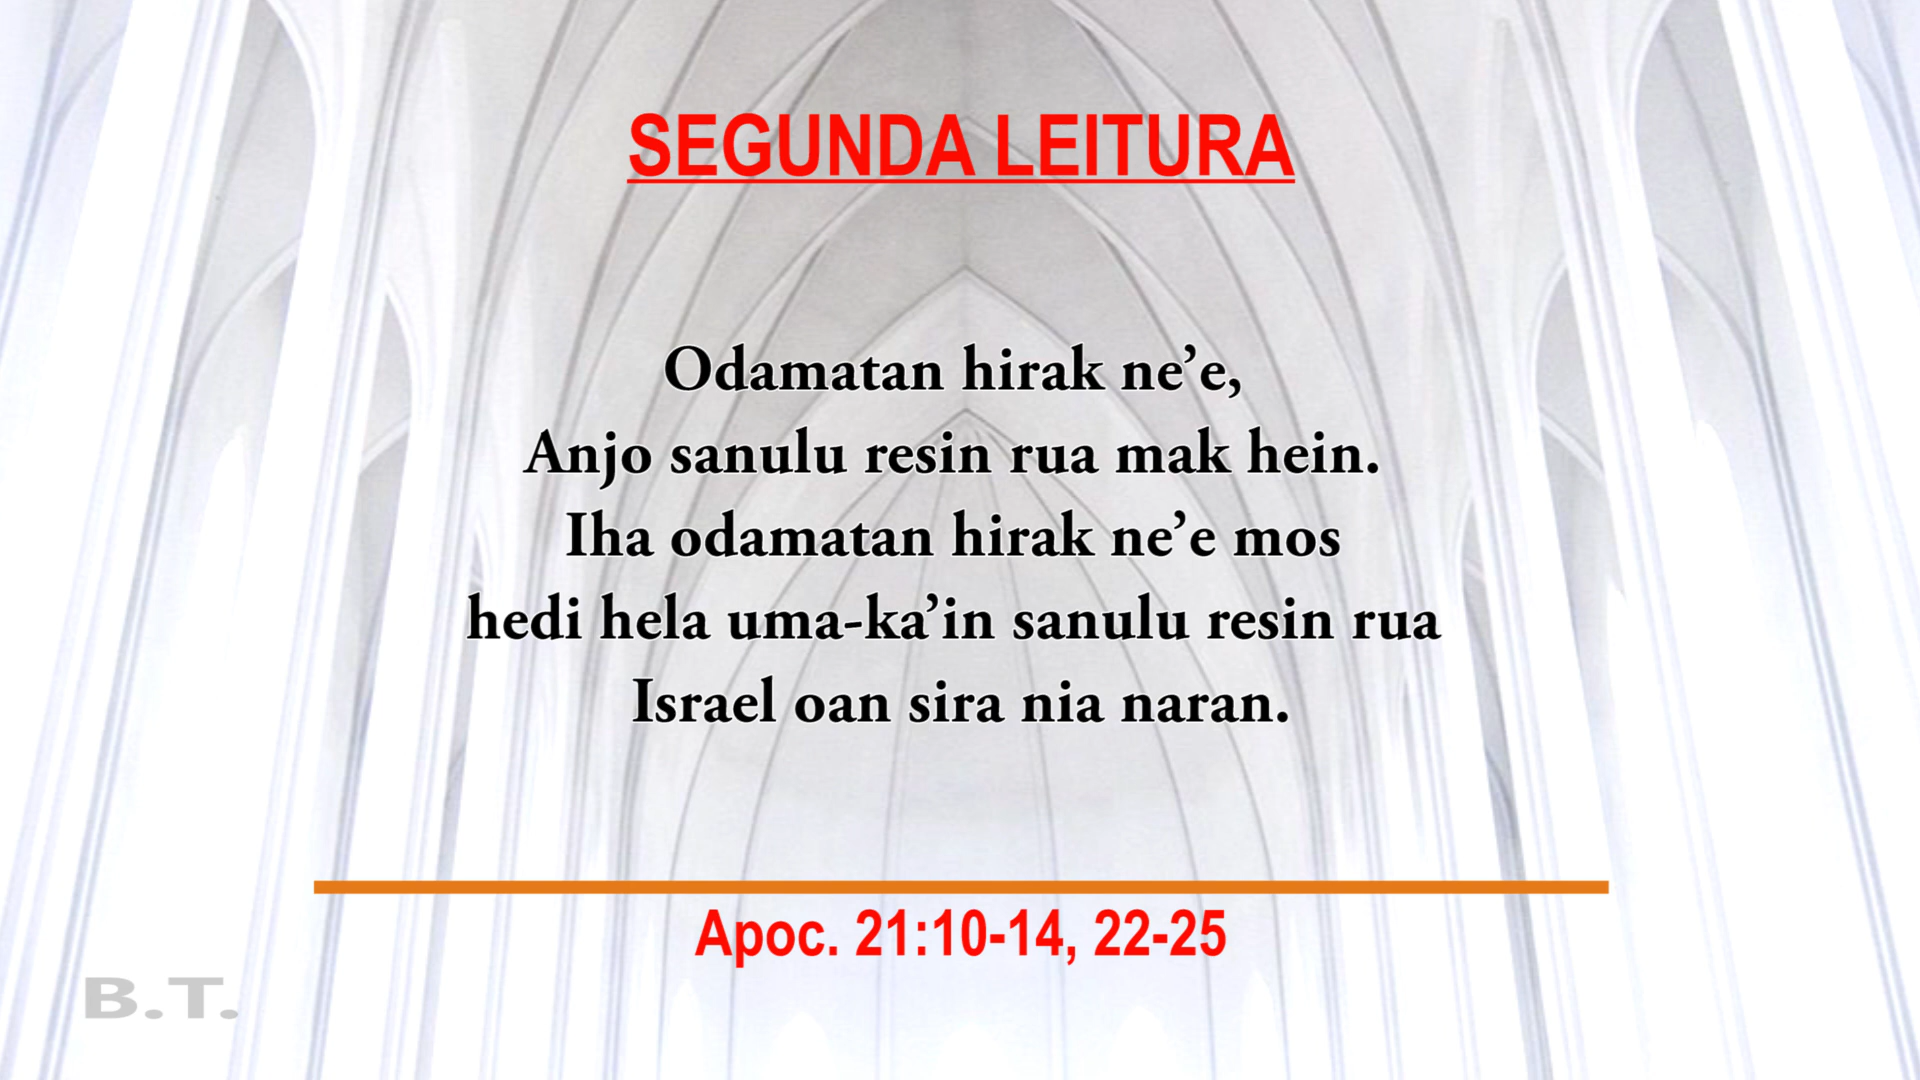 SEGUNDA LEITURA
Odamatan hirak ne’e,
Anjo sanulu resin rua mak hein.
Iha odamatan hirak ne’e mos
hedi hela uma-ka’in sanulu resin rua
Israel oan sira nia naran.
Apoc. 21:10-14, 22-25
B.T.